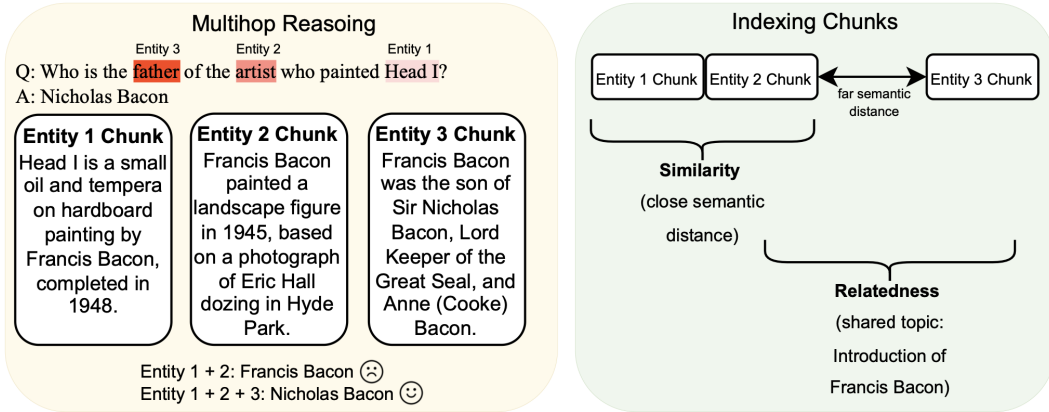 Multihop Reasoing
Entity 3
Entity 2
Entity 1
Q: Who is the father of the artist who painted Head I?
A: Nicholas Bacon
Entity 1 Chunk
Head I is a small
oil and tempera
on hardboard
painting by
Francis Bacon,
completed in
1948.
Entity 2 Chunk
Francis Bacon
painted a
landscape figure
in 1945, based
on a photograph
of Eric Hall
dozing in Hyde
Park.
Entity 3 Chunk
Francis Bacon
was the son of
Sir Nicholas
Bacon, Lord
Keeper of the
Great Seal, and
Anne (Cooke)
Bacon.
Entity 1 + 2: Francis Bacon
Entity 1 + 2 + 3: Nicholas Bacon
Indexing Chunks
Entity 1 Chunk
Entity 2 Chunk
far semantic
distance
Entity 3 Chunk
Similarity
(close semantic
distance)
Relatedness
(shared topic:
Introduction of
Francis Bacon)